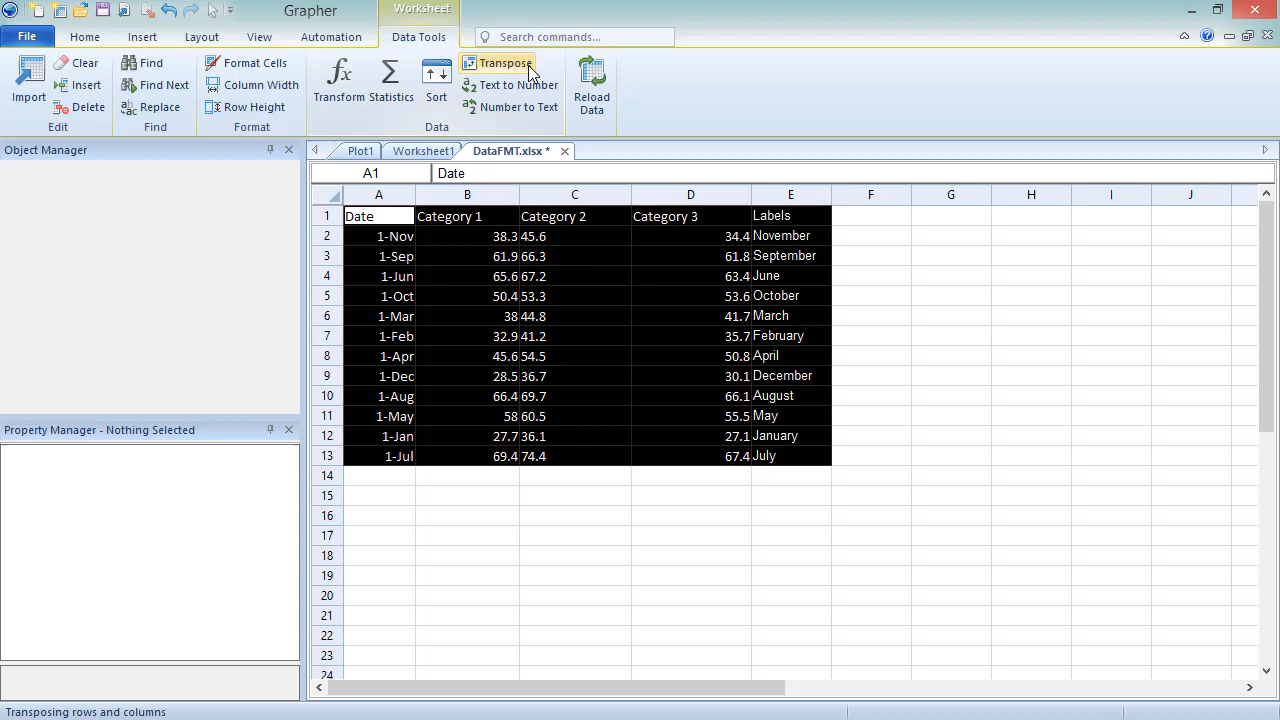 Grapher
Worksheet
File Home Insert Layout View Automation Data Tools Search commands...
Import
Clear
Insert
Delete
Edit
Find
Find Next
Replace
Find
Format Cells
Column Width
Row Height
Format
Transform
Statistics
Sort
Transpose
Text to Number
Number to Text
Data
Reload
Data
Object Manager
Plot1 Worksheet1 DataFMT.xlsx *
A1 Date
A B C D E F G H I J
1 Date Category 1 Category 2 Category 3 Labels
2 1-Nov 38.3 45.6 34.4 November
3 1-Sep 61.9 66.3 61.8 September
4 1-Jun 65.6 67.2 63.4 June
5 1-Oct 50.4 53.3 53.6 October
6 1-Mar 38 44.8 41.7 March
7 1-Feb 32.9 41.2 35.7 February
8 1-Apr 45.6 54.5 50.8 April
9 1-Dec 28.5 36.7 30.1 December
10 1-Aug 66.4 69.7 66.1 August
11 1-May 58 60.5 55.5 May
12 1-Jan 27.7 36.1 27.1 January
13 1-Jul 69.4 74.4 67.4 July
14
15
16
17
18
19
20
21
22
23
24
Property Manager - Nothing Selected
Transposing rows and columns